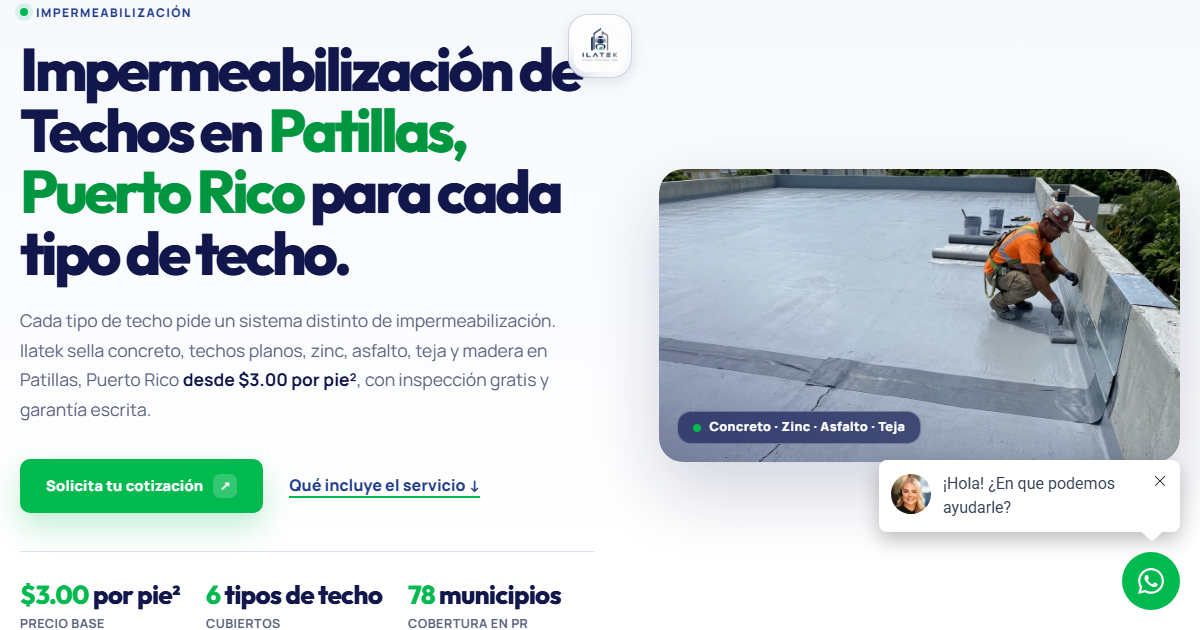 IMPERMEABILIZACIÓN
ILATEK
Impermeabilización de
Techos en Patillas,
Puerto Rico para cada
tipo de techo.
Cada tipo de techo pide un sistema distinto de impermeabilización.
Ilatek sella concreto, techos planos, zinc, asfalto, teja y madera en
Patillas, Puerto Rico desde $3.00 por pie², con inspección gratis y
garantía escrita.
Solicita tu cotización ↗
Qué incluye el servicio ↓
Concreto · Zinc · Asfalto · Teja
¡Hola! ¿En que podemos
ayudarle?
$3.00 por pie²
PRECIO BASE
6 tipos de techo
CUBIERTOS
78 municipios
COBERTURA EN PR